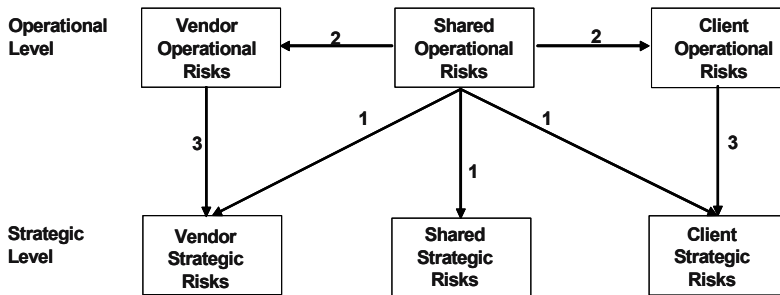 Operational
Level
Vendor
Operational
Risks
2
Shared
Operational
Risks
2
Client
Operational
Risks
3
1
1
1
3
Strategic
Level
Vendor
Strategic
Risks
Shared
Strategic
Risks
Client
Strategic
Risks